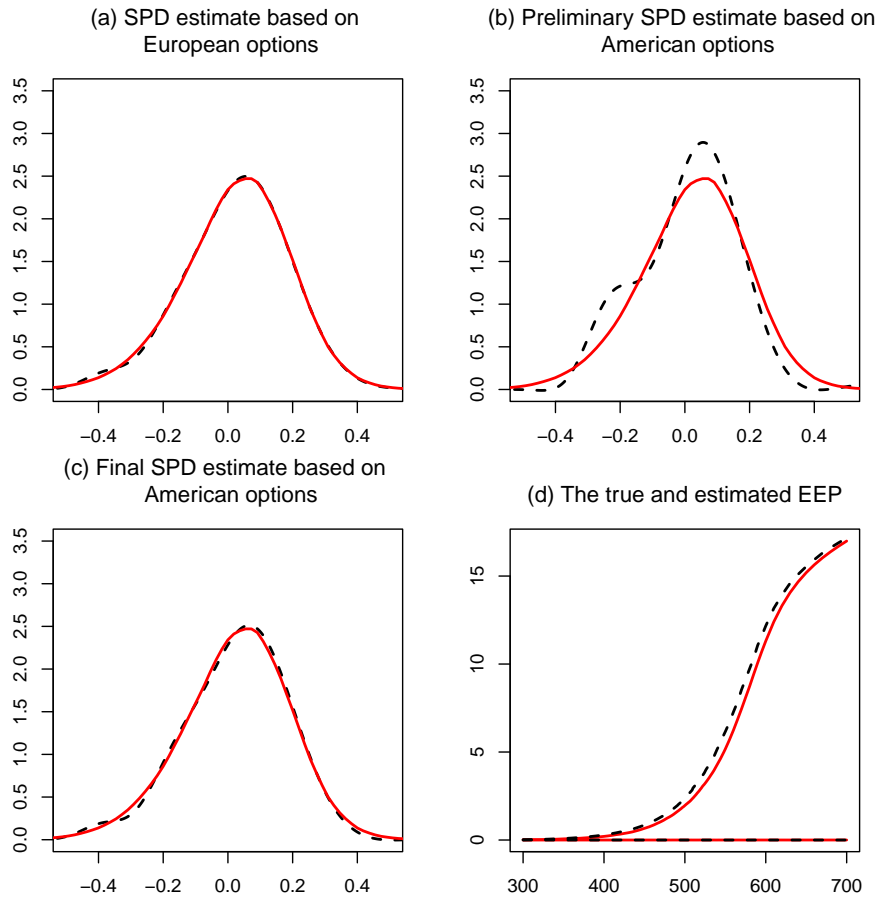 (a) SPD estimate based on
European options
3.5
3.0
2.5
2.0
1.5
1.0
0.5
0.0
−0.4 −0.2 0.0 0.2 0.4
(b) Preliminary SPD estimate based on
American options
3.5
3.0
2.5
2.0
1.5
1.0
0.5
0.0
−0.4 −0.2 0.0 0.2 0.4
(c) Final SPD estimate based on
American options
3.5
3.0
2.5
2.0
1.5
1.0
0.5
0.0
−0.4 −0.2 0.0 0.2 0.4
(d) The true and estimated EEP
15
10
5
0
300 400 500 600 700